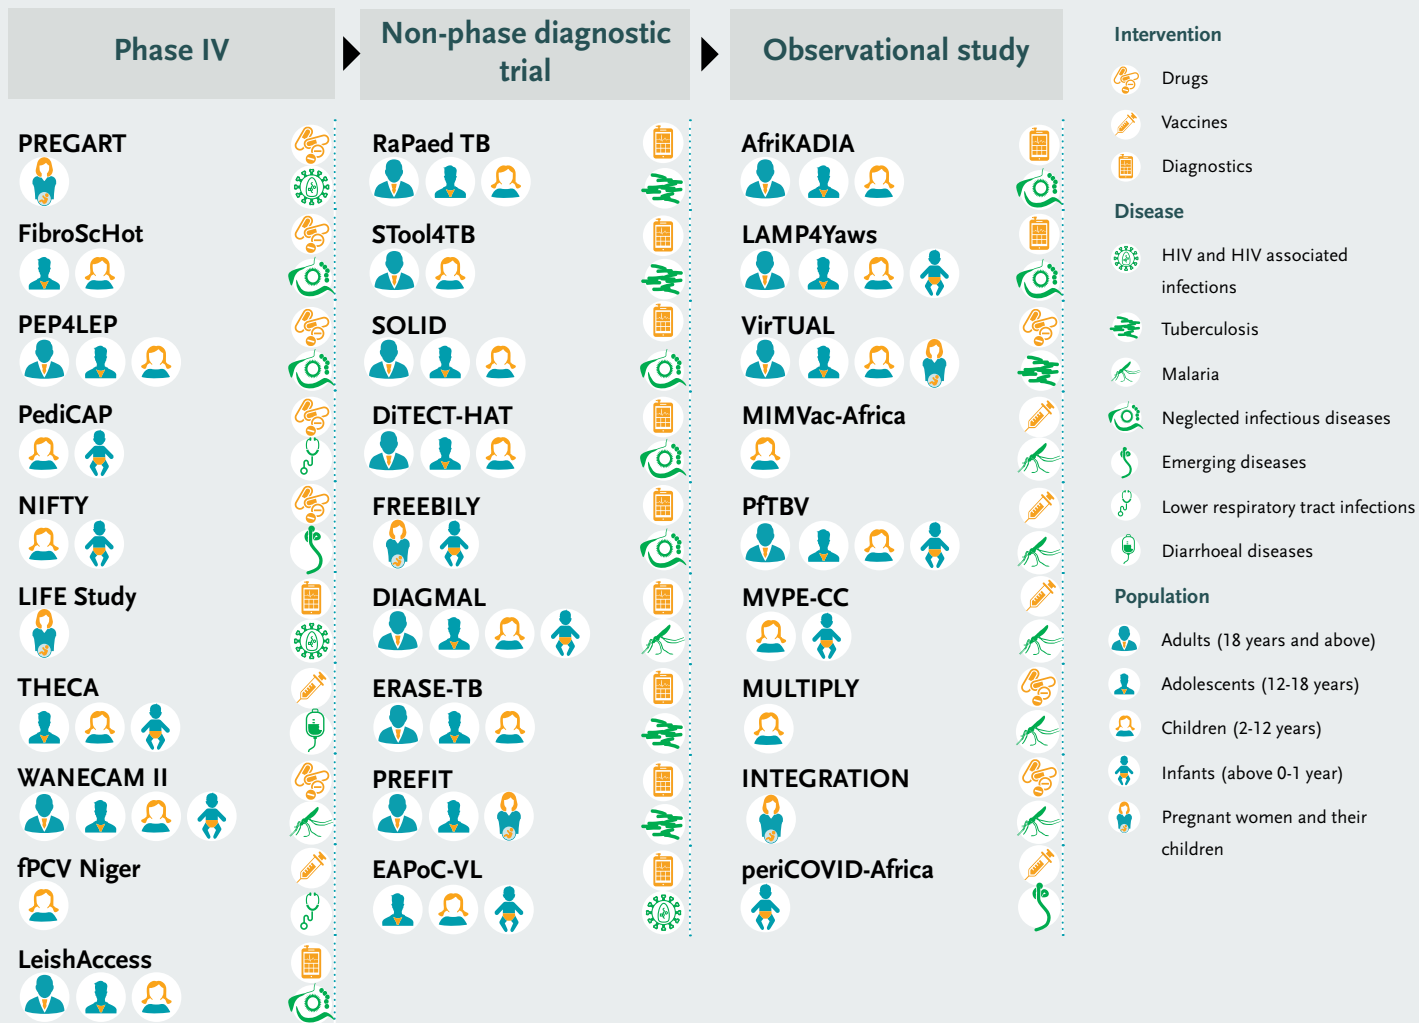 Phase IV
PREGART
FibroScHot
PEP4LEP
PediCAP
NIFTY
LIFE Study
THECA
WANECAM II
fPCV Niger
LeishAccess
Non-phase diagnostic
trial
RaPaed TB
STool4TB
SOLID
DiTECT-HAT
FREEBILY
DIAGMAL
ERASE-TB
PREFIT
EAPoC-VL
Observational study
AfriKADIA
LAMP4Yaws
VirTUAL
MIMVac-Africa
PfTBV
MVPE-CC
MULTIPLY
INTEGRATION
periCOVID-Africa
Intervention
Drugs
Vaccines
Diagnostics
Disease
HIV and HIV associated
infections
Tuberculosis
Malaria
Neglected infectious diseases
Emerging diseases
Lower respiratory tract infections
Diarrhoeal diseases
Population
Adults (18 years and above)
Adolescents (12-18 years)
Children (2-12 years)
Infants (above 0-1 year)
Pregnant women and their
children